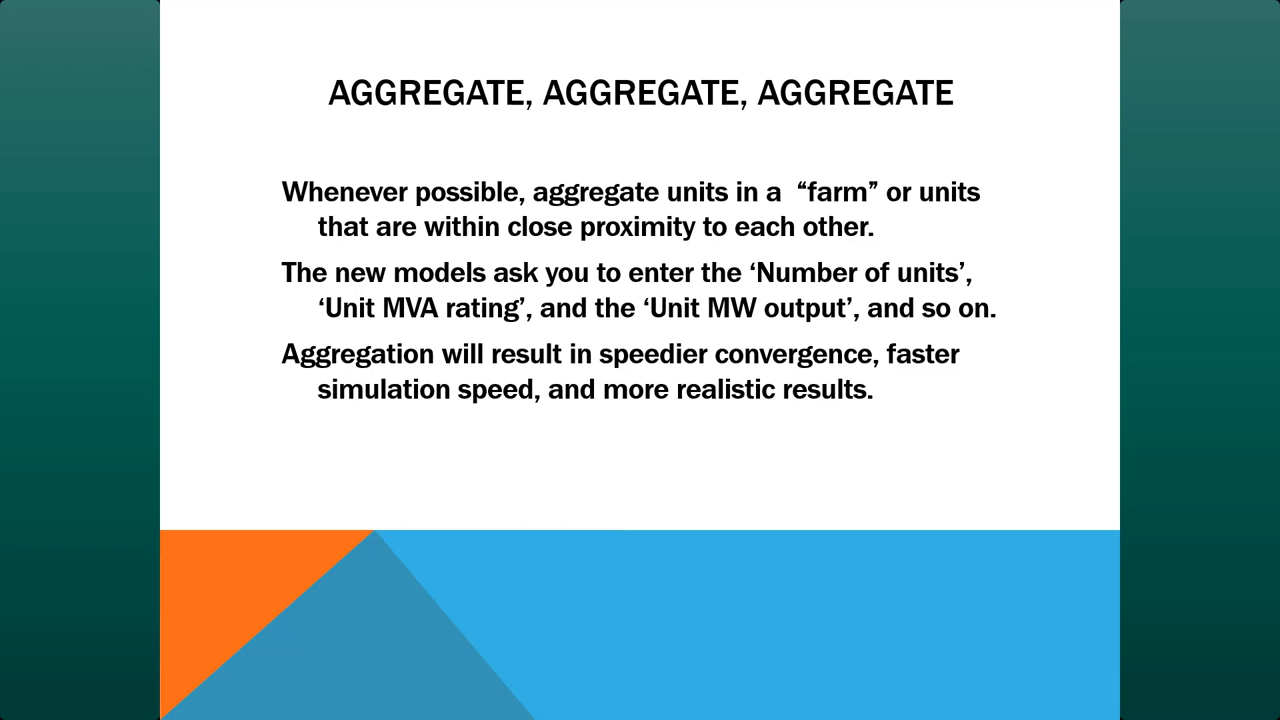 AGGREGATE, AGGREGATE, AGGREGATE
Whenever possible, aggregate units in a “farm” or units
that are within close proximity to each other.
The new models ask you to enter the ‘Number of units’,
‘Unit MVA rating’, and the ‘Unit MW output’, and so on.
Aggregation will result in speedier convergence, faster
simulation speed, and more realistic results.